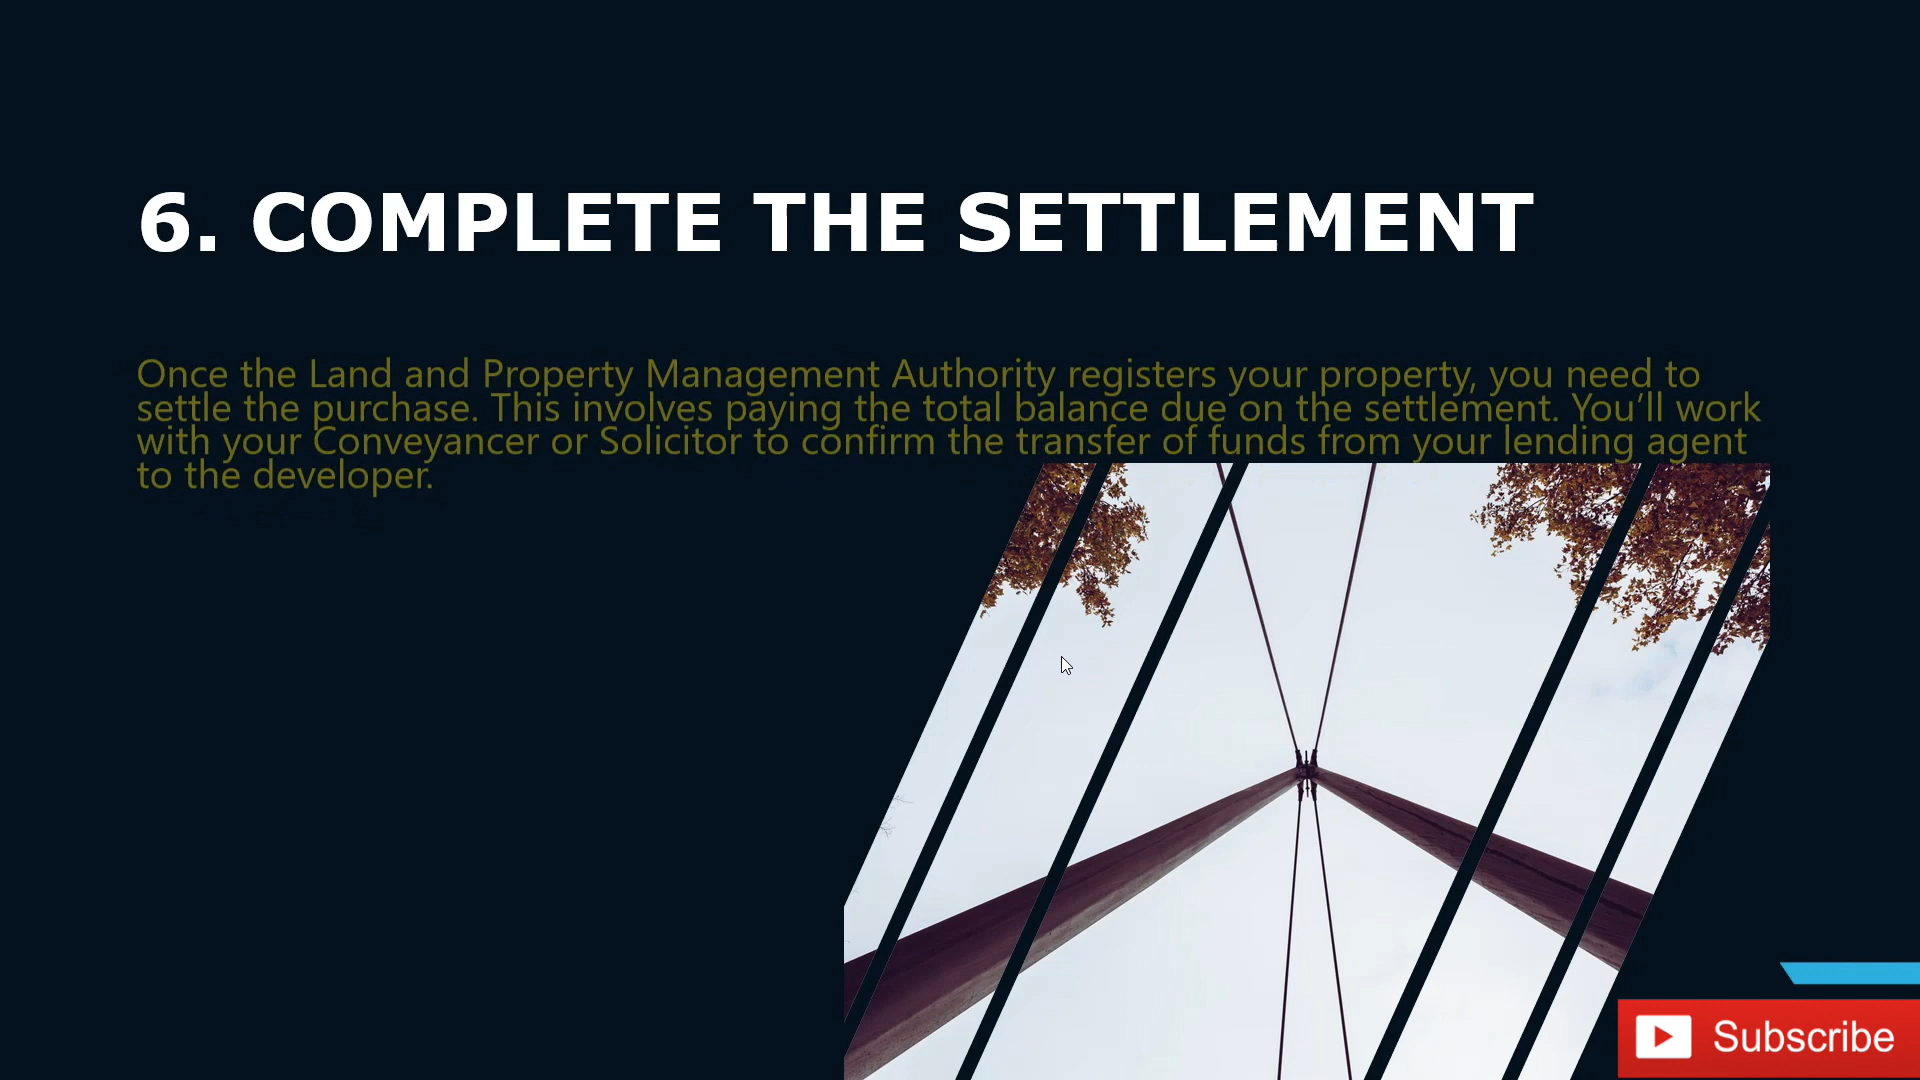 6. COMPLETE THE SETTLEMENT
Once the Land and Property Management Authority registers your property, you need to
settle the purchase. This involves paying the total balance due on the settlement. You’ll work
with your Conveyancer or Solicitor to confirm the transfer of funds from your lending agent
to the developer.
Subscribe